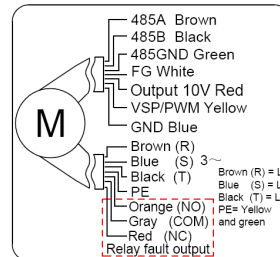 485A Brown
485B Black
485GND Green
FG White
Output 10V Red
VSP/PWM Yellow
GND Blue
M
Brown (R)
Blue (S) 3~
Black (T)
PE
Brown (R) = L
Blue (S) = L
Black (T) = L
PE= Yellow
and green
Orange (NO)
Gray (COM)
Red (NC)
Relay fault output